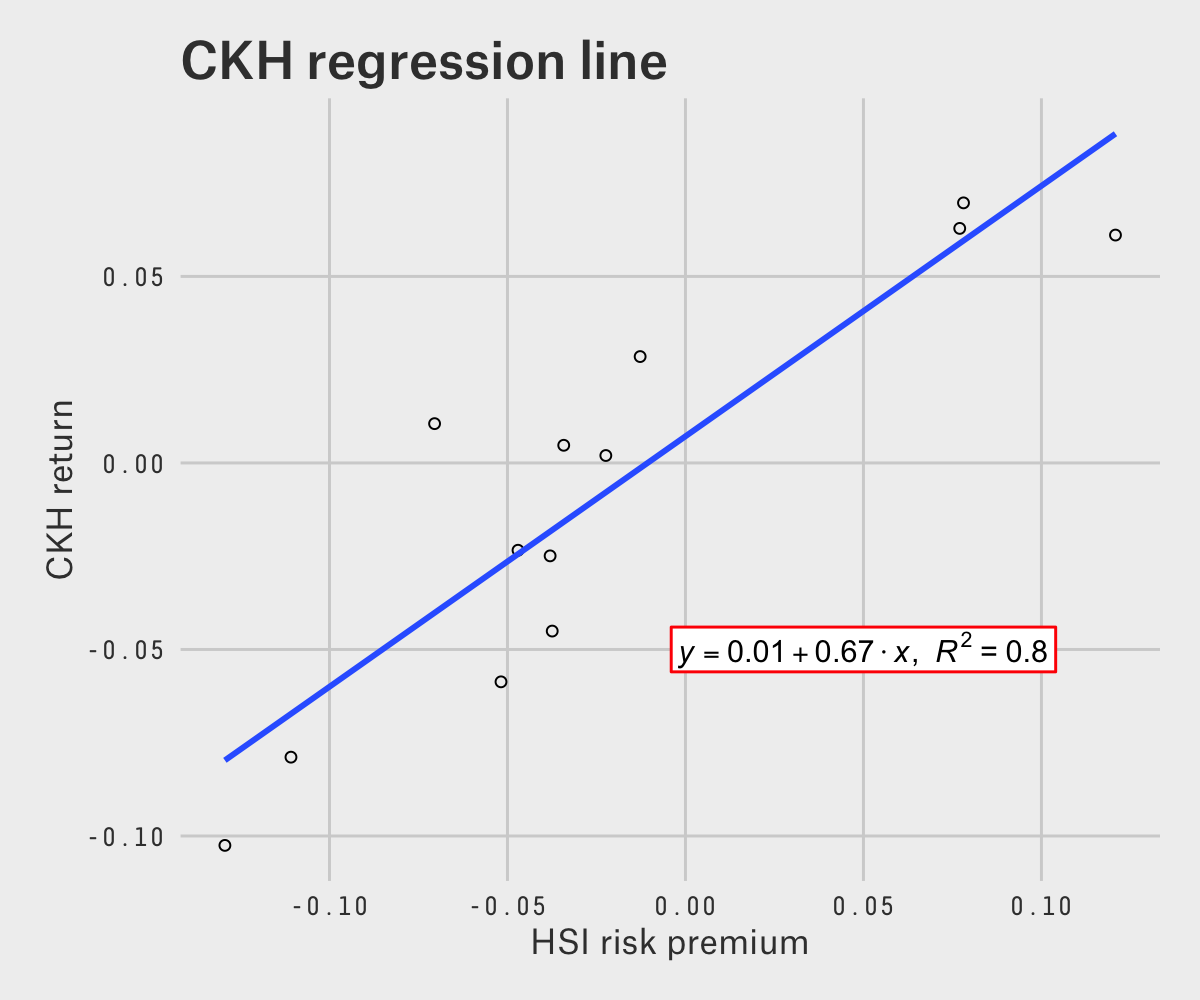 CKH regression line
0.05
0.00
-0.05
-0.10
CKH return
y = 0.01 + 0.67 · x, R² = 0.8
-0.10 -0.05 0.00 0.05 0.10
HSI risk premium